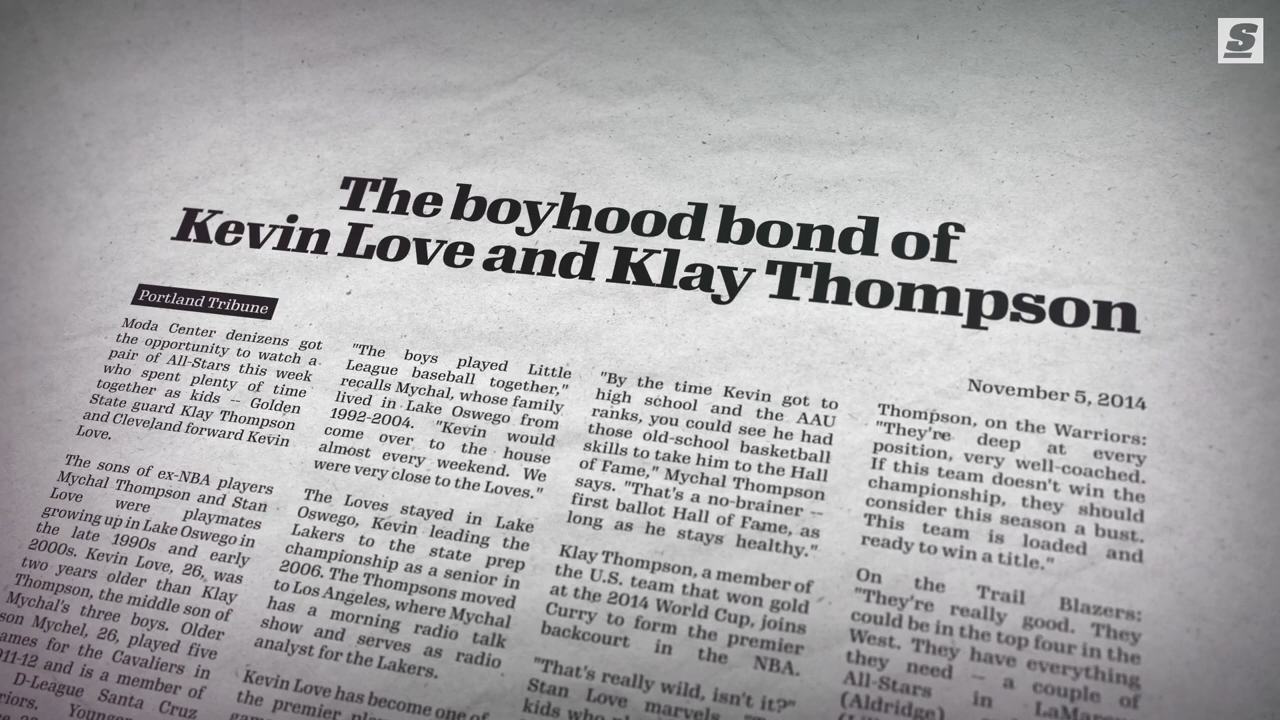 S
The boyhood bond of
Kevin Love and Klay Thompson
Portland Tribune
November 5, 2014
Moda Center denizens got
the opportunity to watch a
pair of All-Stars this week
who spent plenty of time
together as kids -- Golden
State guard Klay Thompson
and Cleveland forward Kevin
Love.
The sons of ex-NBA players
Mychal Thompson and Stan
Love were playmates
growing up in Lake Oswego in
the late 1990s and early
2000s. Kevin Love, 26, was
two years older than Klay
Thompson, the middle son of
Mychal's three boys. Older
son Mychel, 26, played five
games for the Cavaliers in
2011-12 and is a member of
D-League Santa Cruz
"The boys played Little
League baseball together,"
recalls Mychal, whose family
lived in Lake Oswego from
1992-2004. "Kevin would
come over to the house
almost every weekend. We
were very close to the Loves."
The Loves stayed in Lake
Oswego, Kevin leading the
Lakers to the state prep
championship as a senior in
2006. The Thompsons moved
to Los Angeles, where Mychal
has a morning radio talk
show and serves as radio
analyst for the Lakers.
Kevin Love has become one of
the premier
"By the time Kevin got to
high school and the AAU
ranks, you could see he had
those old-school basketball
skills to take him to the Hall
of Fame," Mychal Thompson
says. "That's a no-brainer --
first ballot Hall of Fame, as
long as he stays healthy."
Klay Thompson, a member of
the U.S. team that won gold
at the 2014 World Cup, joins
Curry to form the premier
backcourt in the NBA.
"That's really wild, isn't it?"
Stan Love marvels.
kids who
Thompson, on the Warriors:
"They're deep at every
position, very well-coached.
If this team doesn't win the
championship, they should
consider this season a bust.
This team is loaded and
ready to win a title."
On the Trail Blazers:
"They're really good. They
could be in the top four in the
West. They have everything
they need -- a couple of
All-Stars in LaMarcus
(Aldridge)